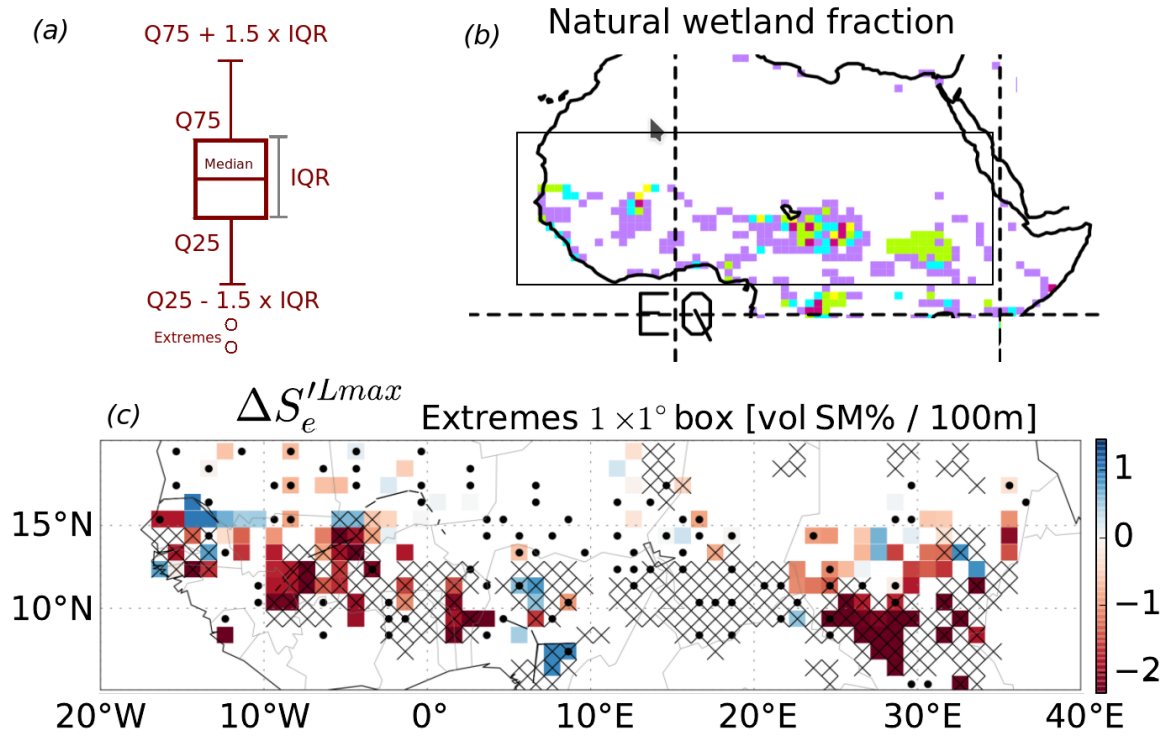 (a)
Q75 + 1.5 x IQR
Q75
Median
IQR
Q25
Q25 - 1.5 x IQR
Extremes
(b)
Natural wetland fraction
EQ
(c)
ΔS_e^{′Lmax} Extremes 1×1° box [vol SM% / 100m]
15°N
10°N
20°W 10°W 0° 10°E 20°E 30°E 40°E
1
0
−1
−2